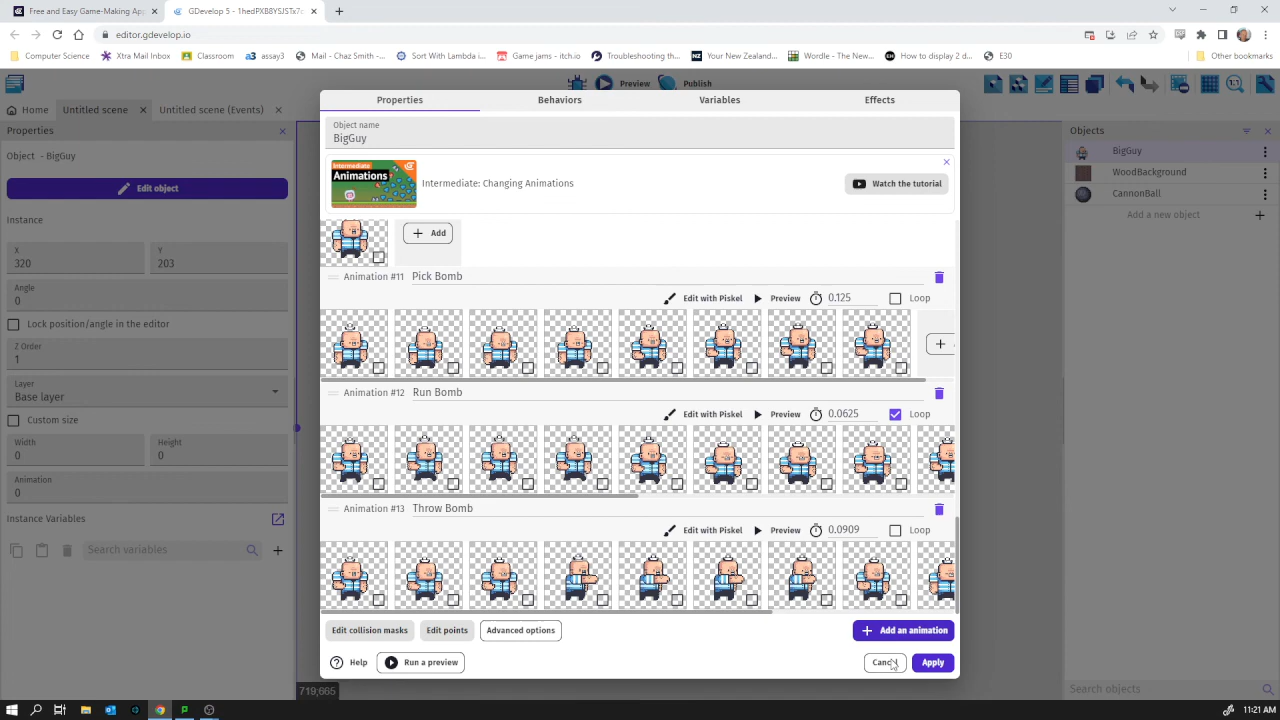 Free and Easy Game-Making App
GDevelop 5 - 1hedPXB8YSJSTx7c
editor.gdevelop.io
Computer Science
Xtra Mail Inbox
Classroom
assay3
Mail - Chaz Smith -...
Sort With Lambda i...
Game jams - itch.io
Troubleshooting th...
Your New Zealand...
Wordle - The New...
How to display 2 d...
E30
Other bookmarks
Preview
Publish
Home
Untitled scene
Untitled scene (Events)
Properties
Object - BigGuy
Edit object
Instance
X
320
Y
203
Angle
0
Lock position/angle in the editor
Z Order
1
Layer
Base layer
Custom size
Width
0
Height
0
Animation
0
Instance Variables
Search variables
Properties
Behaviors
Variables
Effects
Object name
BigGuy
Intermediate
Animations
Intermediate: Changing Animations
Watch the tutorial
Add
Animation #11 Pick Bomb
Edit with Piskel
Preview
0.125
Loop
Animation #12 Run Bomb
Edit with Piskel
Preview
0.0625
Loop
Animation #13 Throw Bomb
Edit with Piskel
Preview
0.0909
Loop
Edit collision masks
Edit points
Advanced options
Add an animation
Help
Run a preview
Cancel
Apply
719;665
Objects
BigGuy
WoodBackground
CannonBall
Add a new object
Search objects
11:21 AM